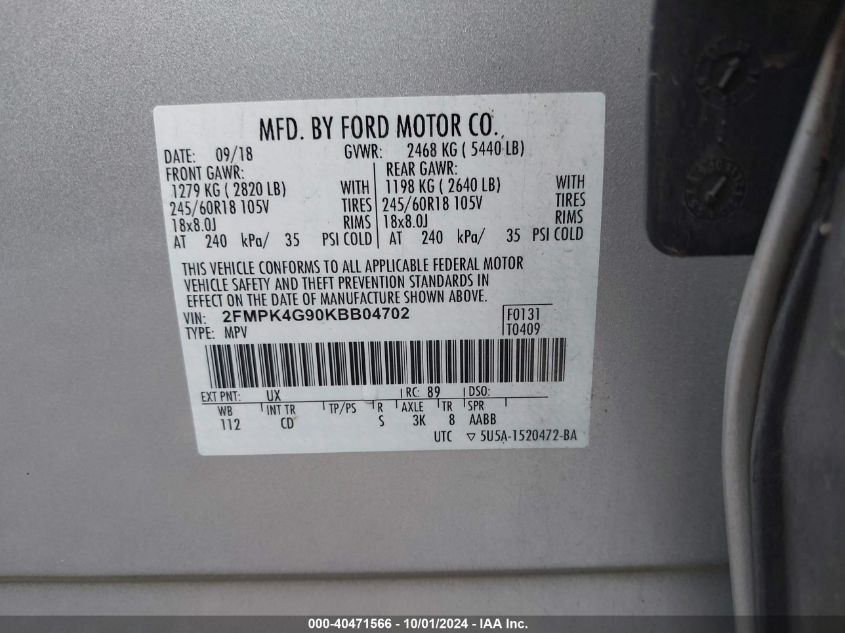 MFD. BY FORD MOTOR CO.
DATE: 09/18 GVWR: 2468 KG ( 5440 LB)
FRONT GAWR: REAR GAWR:
1279 KG ( 2820 LB) WITH 1198 KG ( 2640 LB) WITH
245/60R18 105V TIRES 245/60R18 105V TIRES
18x8.0J RIMS 18x8.0J RIMS
AT 240 kPa/ 35 PSI COLD AT 240 kPa/ 35 PSI COLD
THIS VEHICLE CONFORMS TO ALL APPLICABLE FEDERAL MOTOR
VEHICLE SAFETY AND THEFT PREVENTION STANDARDS IN
EFFECT ON THE DATE OF MANUFACTURE SHOWN ABOVE.
VIN: 2FMPK4G90KBB04702 F0131
TYPE: MPV T0409
EXT PNT: UX RC: 89 DSO:
WB INT TR TP/PS R AXLE TR SPR
112 CD S 3K 8 AABB
UTC ▽ 5U5A-1520472-BA
000-40471566 - 10/01/2024 - IAA Inc.